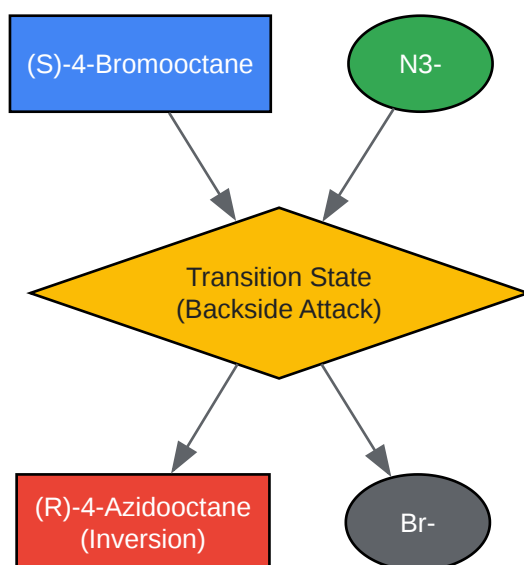 (S)-4-Bromooctane
N3-
Transition State
(Backside Attack)
(R)-4-Azidooctane
(Inversion)
Br-